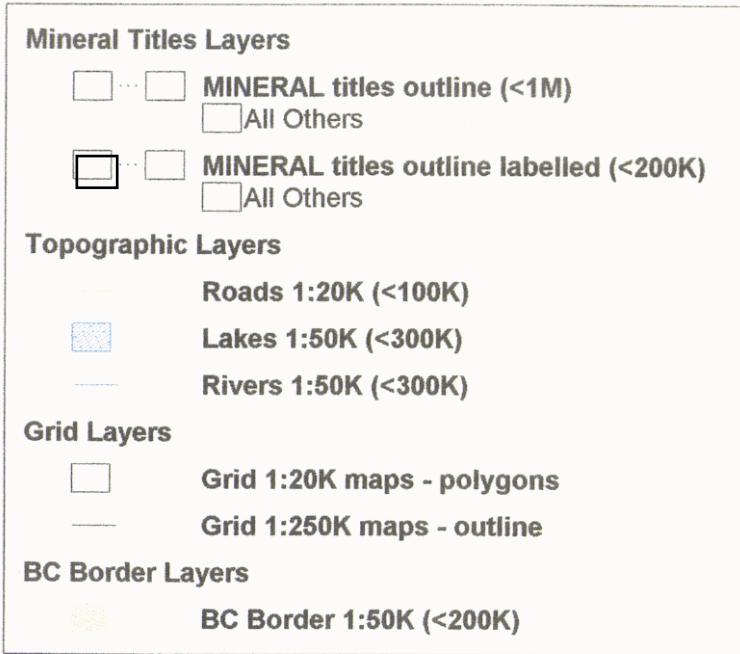 Mineral Titles Layers
MINERAL titles outline (<1M)
All Others
MINERAL titles outline labelled (<200K)
All Others
Topographic Layers
Roads 1:20K (<100K)
Lakes 1:50K (<300K)
Rivers 1:50K (<300K)
Grid Layers
Grid 1:20K maps - polygons
Grid 1:250K maps - outline
BC Border Layers
BC Border 1:50K (<200K)